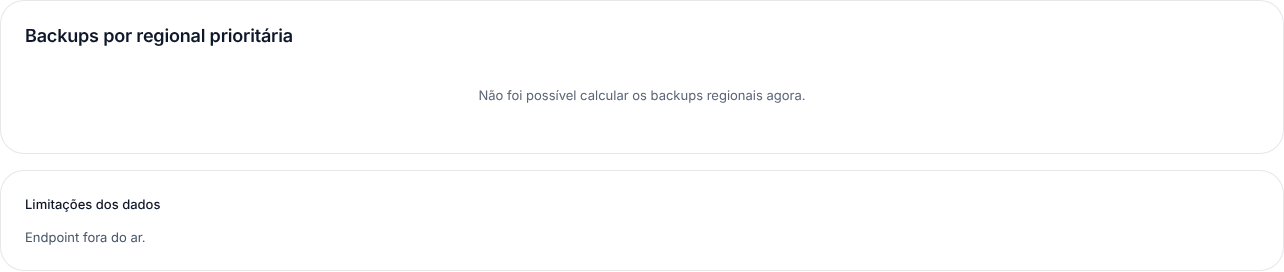 Backups por regional prioritária
Não foi possível calcular os backups regionais agora.
Limitações dos dados
Endpoint fora do ar.